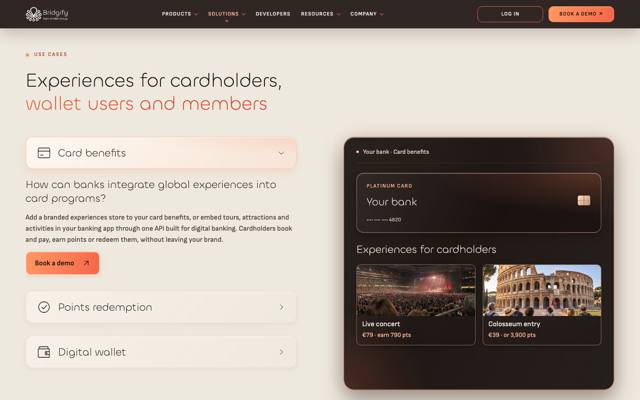 Bridgify
PRODUCTS
SOLUTIONS
DEVELOPERS
RESOURCES
COMPANY
LOG IN
BOOK A DEMO ↗
USE CASES
Experiences for cardholders,
wallet users and members
Card benefits
How can banks integrate global experiences into
card programs?
Add a branded experiences store to your card benefits, or embed tours, attractions and
activities in your banking app through one API built for digital banking. Cardholders book
and pay, earn points or redeem them, without leaving your brand.
Book a demo ↗
Points redemption
Digital wallet
Your bank · Card benefits
PLATINUM CARD
Your bank
•••• •••• •••• 4820
Experiences for cardholders
Live concert
€79 · earn 790 pts
Colosseum entry
€39 · or 3,900 pts